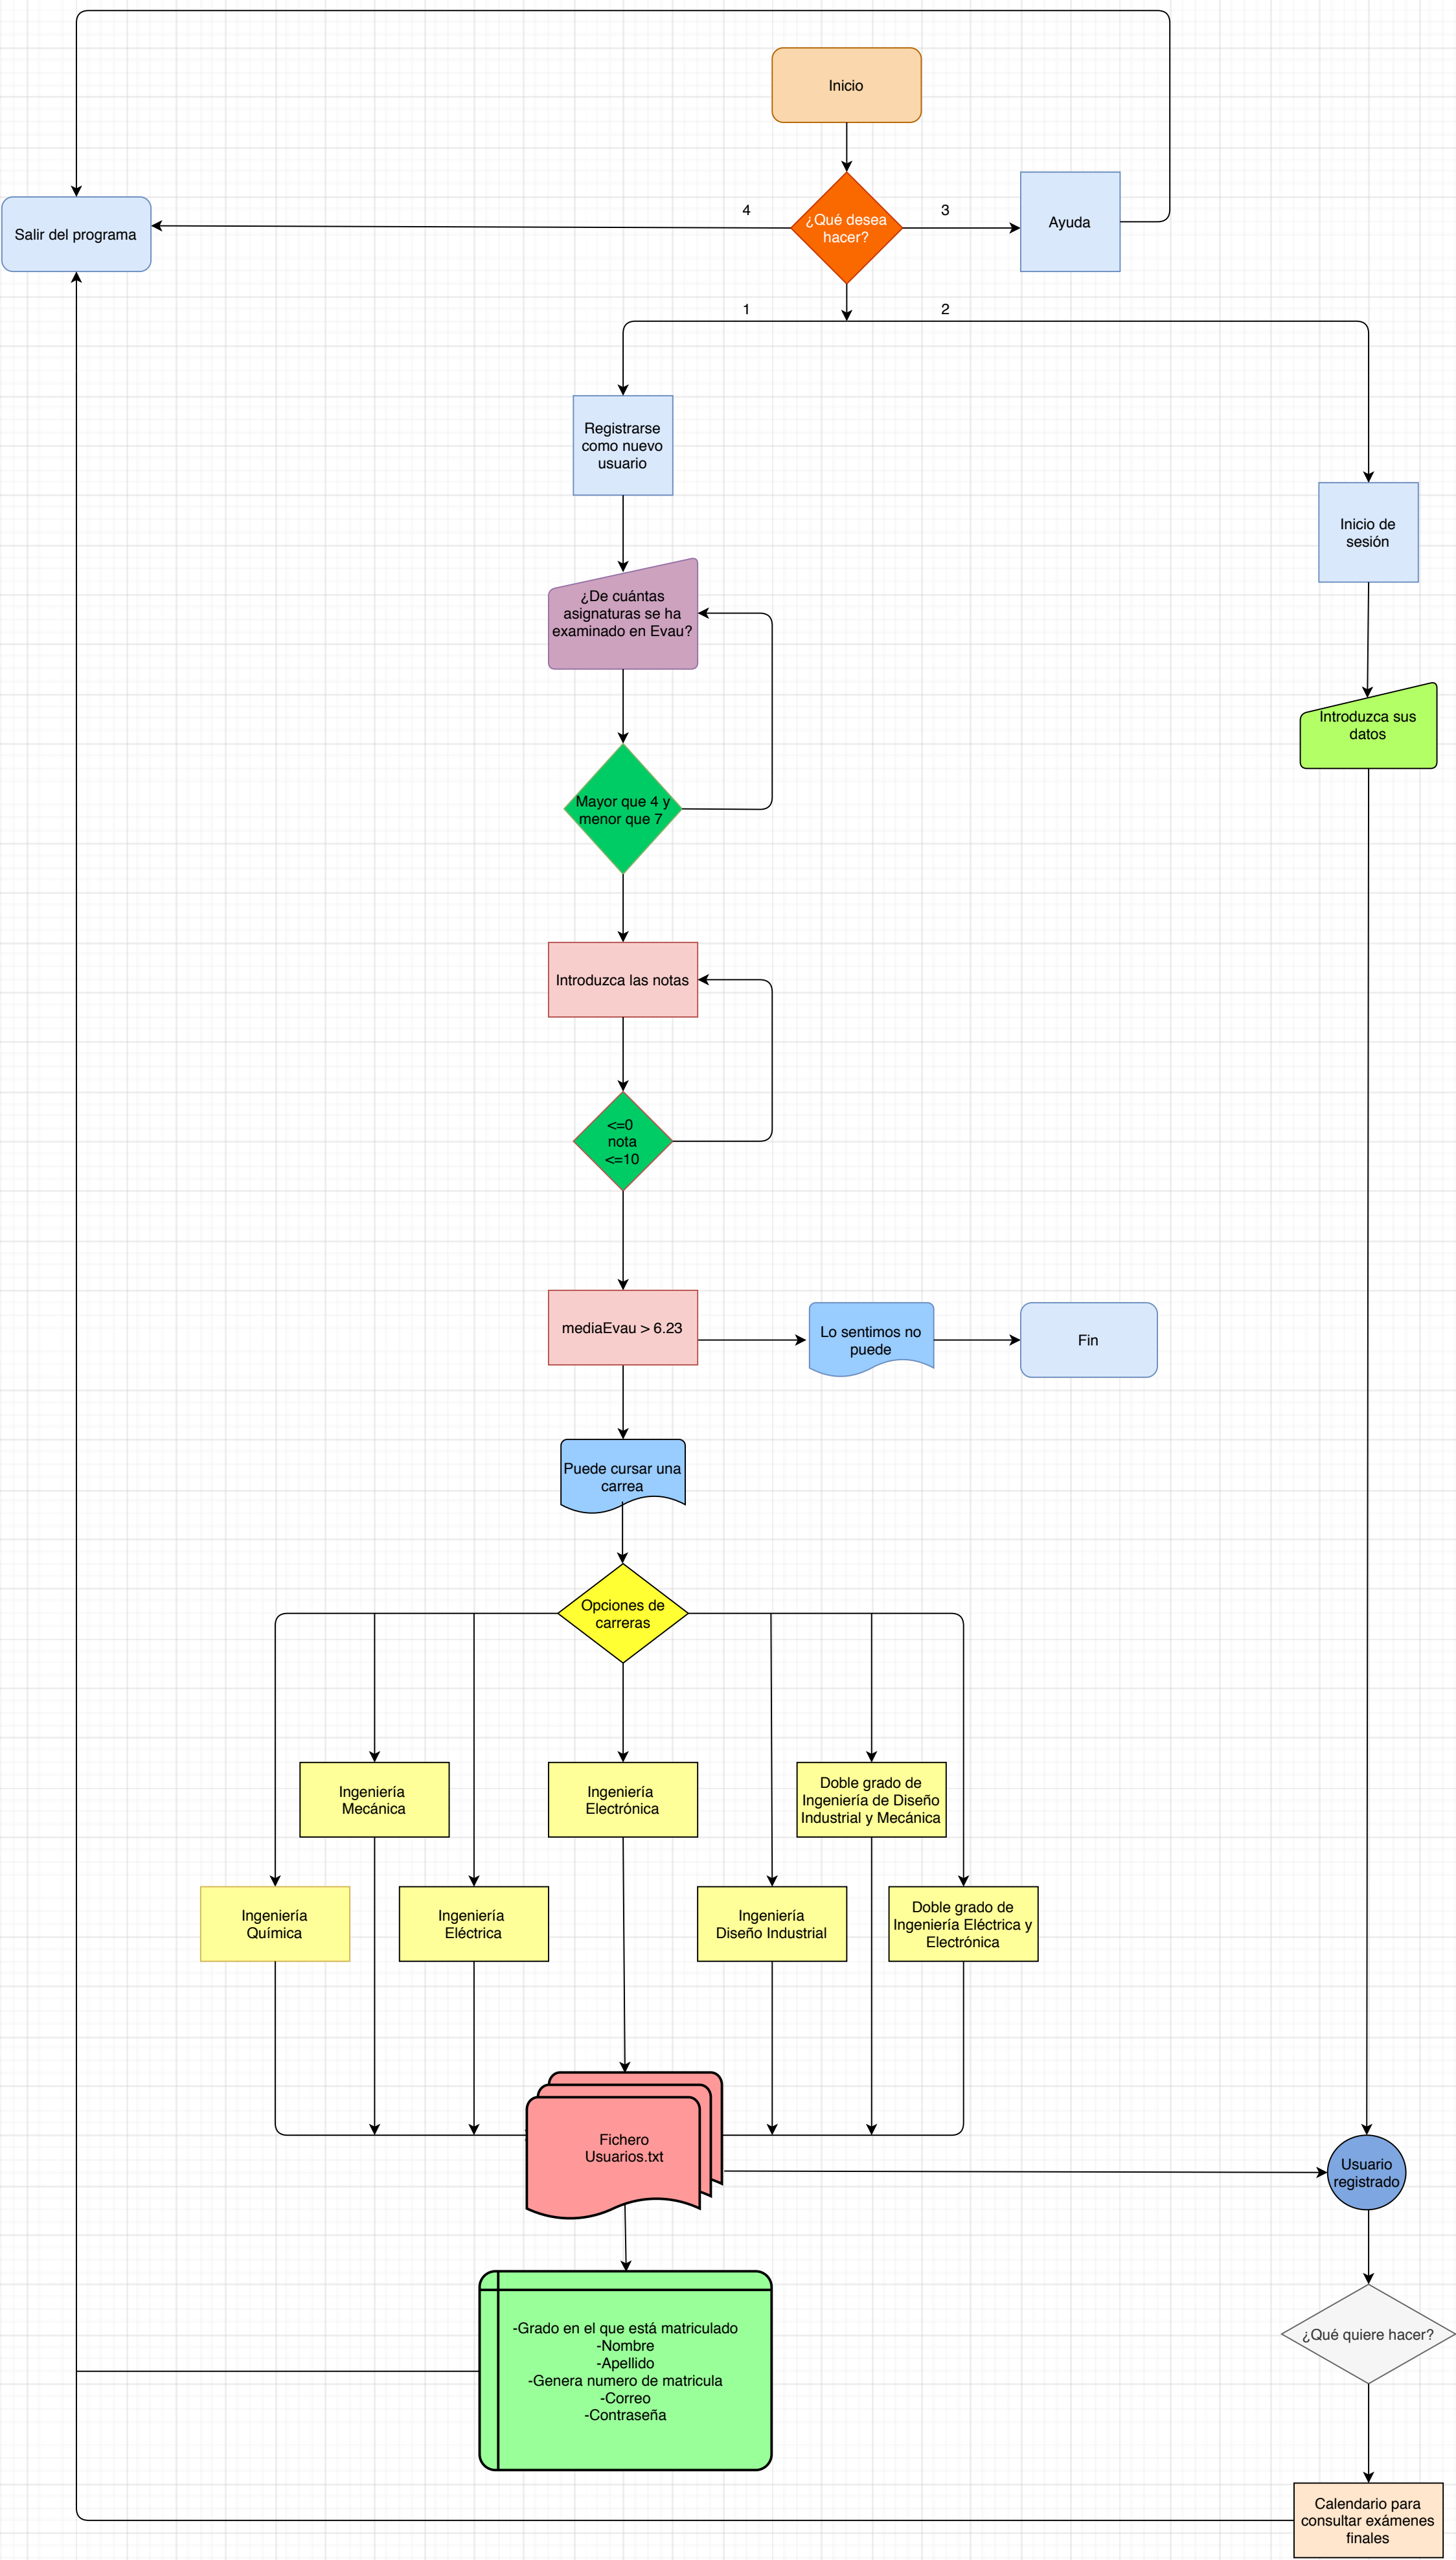 Inicio
¿Qué desea
hacer?
4
3
Ayuda
Salir del programa
1
2
Registrarse
como nuevo
usuario
Inicio de
sesión
¿De cuántas
asignaturas se ha
examinado en Evau?
Introduzca sus
datos
Mayor que 4 y
menor que 7
Introduzca las notas
<=0
nota
<=10
mediaEvau > 6.23
Lo sentimos no
puede
Fin
Puede cursar una
carrea
Opciones de
carreras
Ingeniería
Mecánica
Ingeniería
Electrónica
Doble grado de
Ingeniería de Diseño
Industrial y Mecánica
Ingeniería
Química
Ingeniería
Eléctrica
Ingeniería
Diseño Industrial
Doble grado de
Ingeniería Eléctrica y
Electrónica
Fichero
Usuarios.txt
Usuario
registrado
-Grado en el que está matriculado
-Nombre
-Apellido
-Genera numero de matricula
-Correo
-Contraseña
¿Qué quiere hacer?
Calendario para
consultar exámenes
finales